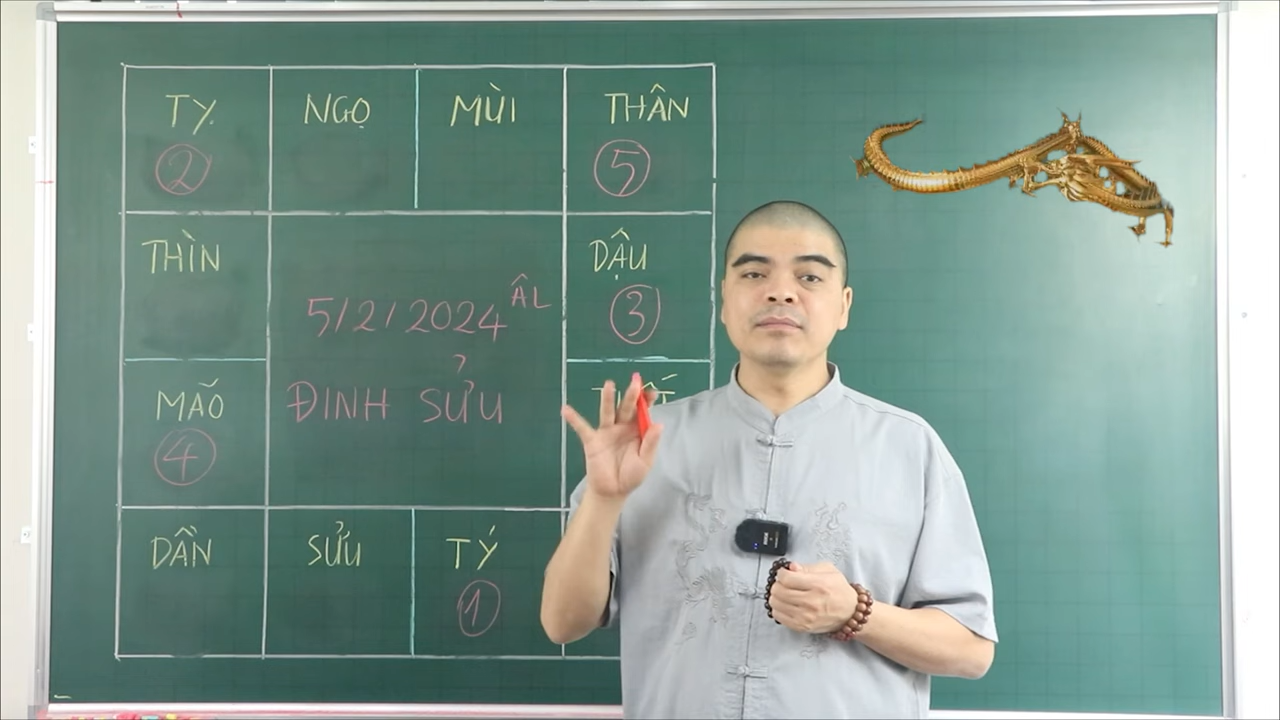 TỴ NGỌ MÙI THÂN
② ⑤
THÌN DẬU
5/2/2024 ÂL ③
MÃO ĐINH SỬU
④
DẦN SỬU TÝ
①